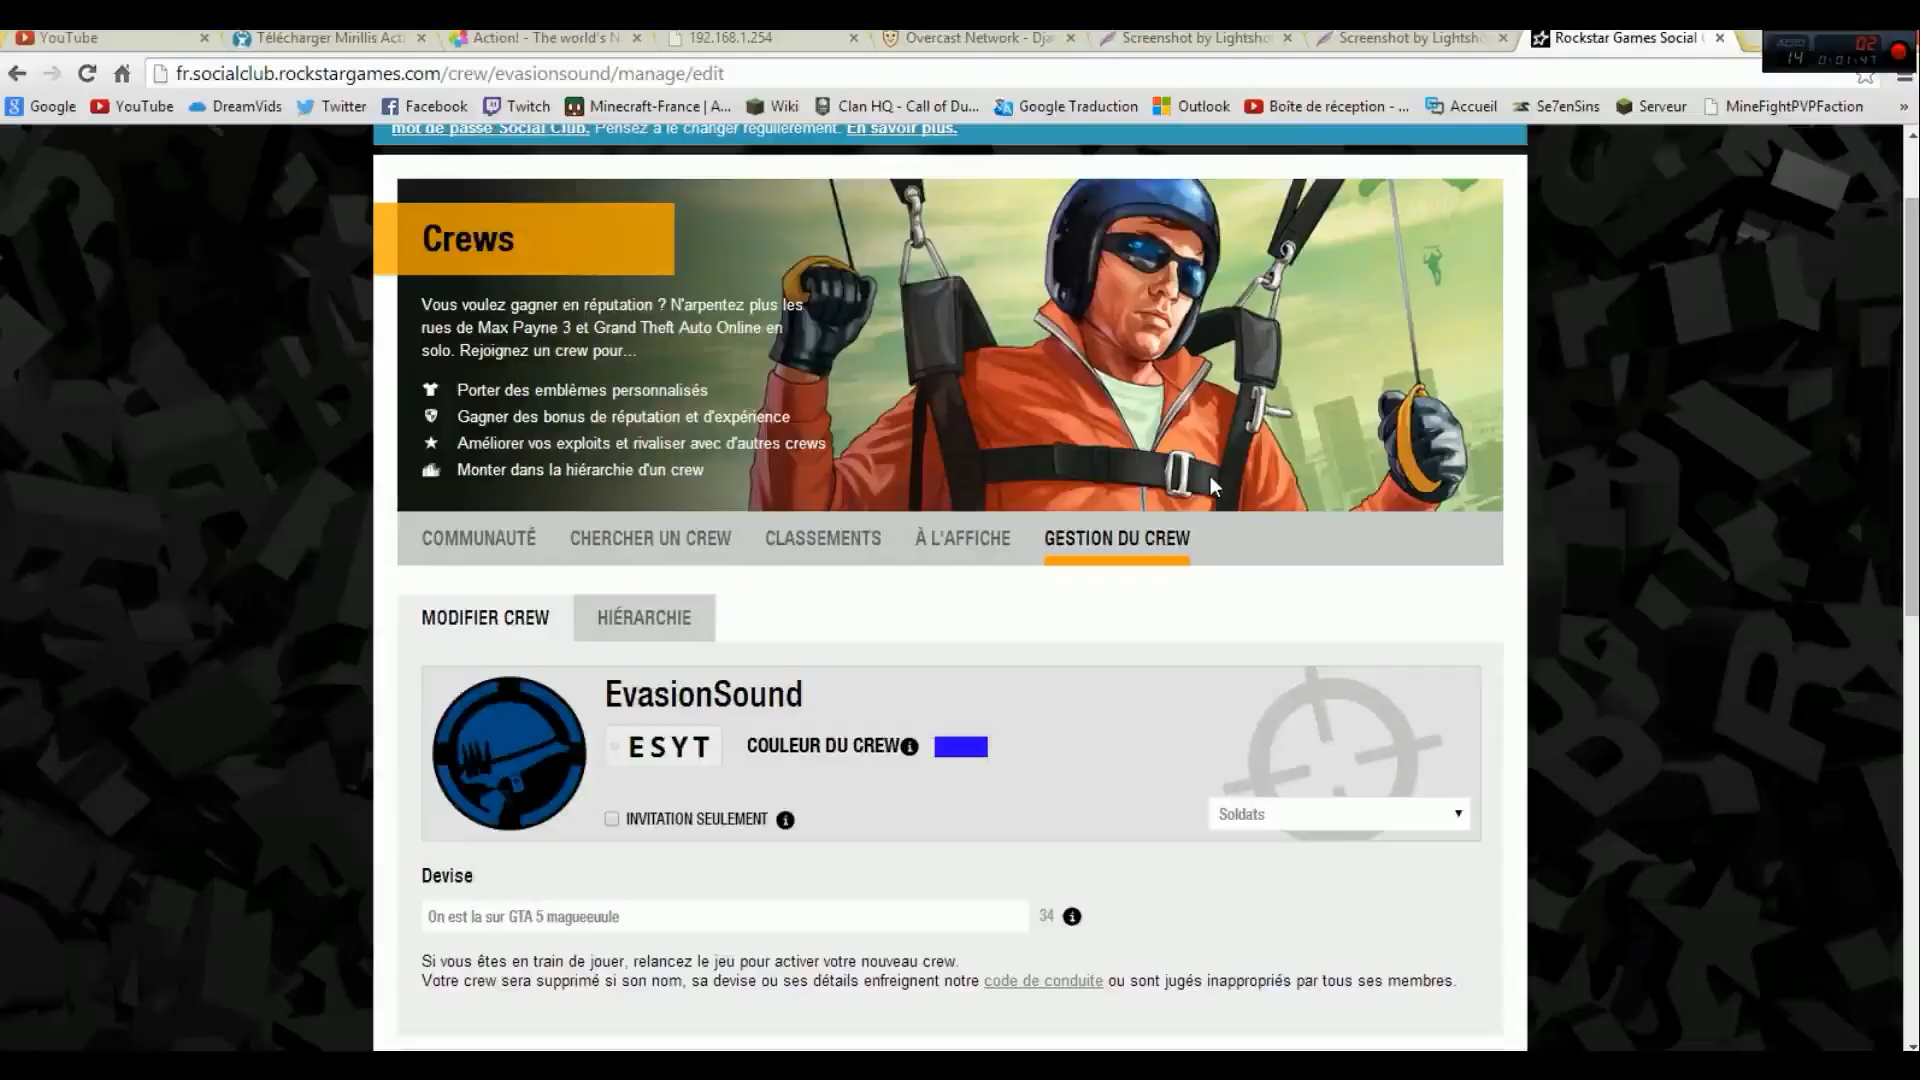 YouTube
Télécharger Mirillis Act
Action! - The world's N
192.168.1.254
Overcast Network - Dja
Screenshot by Lightsho
Screenshot by Lightsho
Rockstar Games Social
02
14 0:01:47
fr.socialclub.rockstargames.com/crew/evasionsound/manage/edit
Google
YouTube
DreamVids
Twitter
Facebook
Twitch
Minecraft-France | A...
Wiki
Clan HQ - Call of Du...
Google Traduction
Outlook
Boîte de réception - ...
Accueil
Se7enSins
Serveur
MineFightPVPFaction
»
mot de passe Social Club. Pensez à le changer régulièrement. En savoir plus.
Crews
Vous voulez gagner en réputation ? N'arpentez plus les
rues de Max Payne 3 et Grand Theft Auto Online en
solo. Rejoignez un crew pour...
Porter des emblèmes personnalisés
Gagner des bonus de réputation et d'expérience
Améliorer vos exploits et rivaliser avec d'autres crews
Monter dans la hiérarchie d'un crew
COMMUNAUTÉ
CHERCHER UN CREW
CLASSEMENTS
À L'AFFICHE
GESTION DU CREW
MODIFIER CREW
HIÉRARCHIE
EvasionSound
ESYT
COULEUR DU CREW
INVITATION SEULEMENT
Soldats
Devise
On est la sur GTA 5 magueeuule
34
Si vous êtes en train de jouer, relancez le jeu pour activer votre nouveau crew.
Votre crew sera supprimé si son nom, sa devise ou ses détails enfreignent notre code de conduite ou sont jugés inappropriés par tous ses membres.